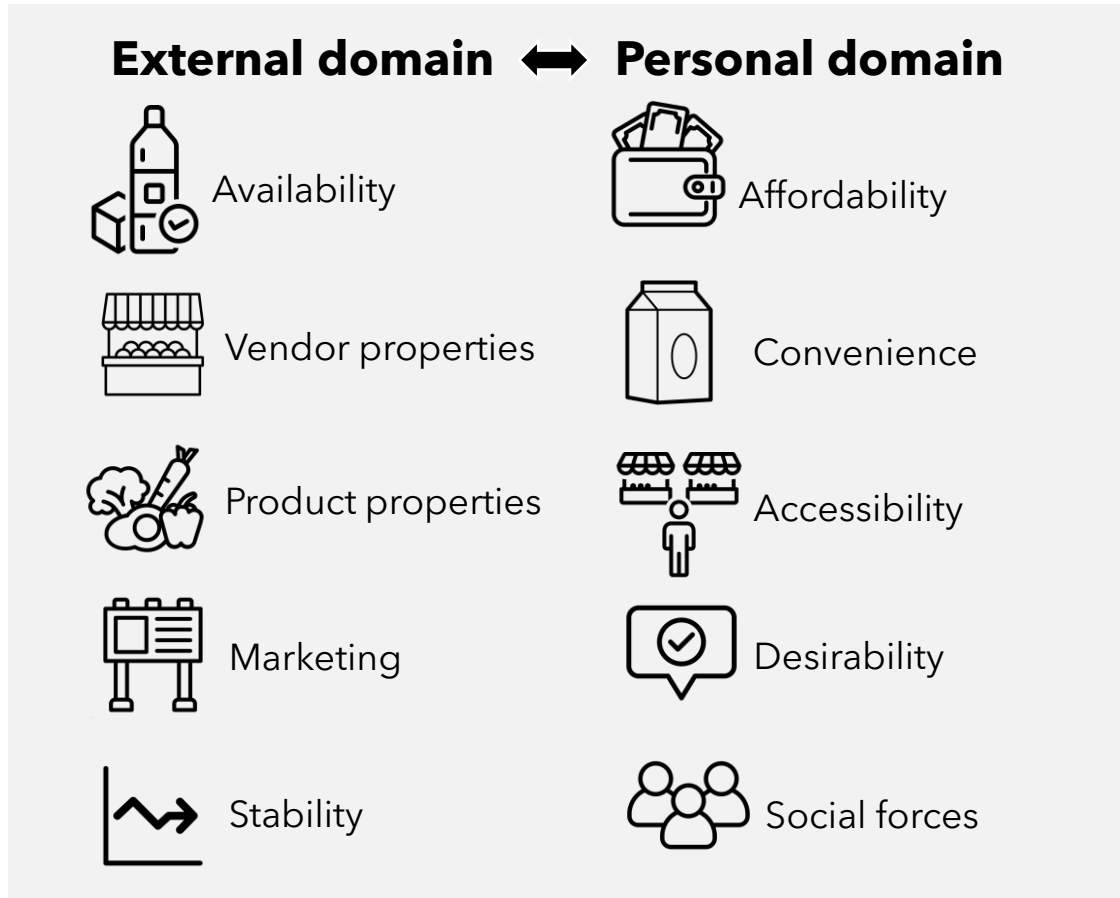 External domain ↔ Personal domain
Availability
Affordability
Vendor properties
Convenience
Product properties
Accessibility
Marketing
Desirability
Stability
Social forces